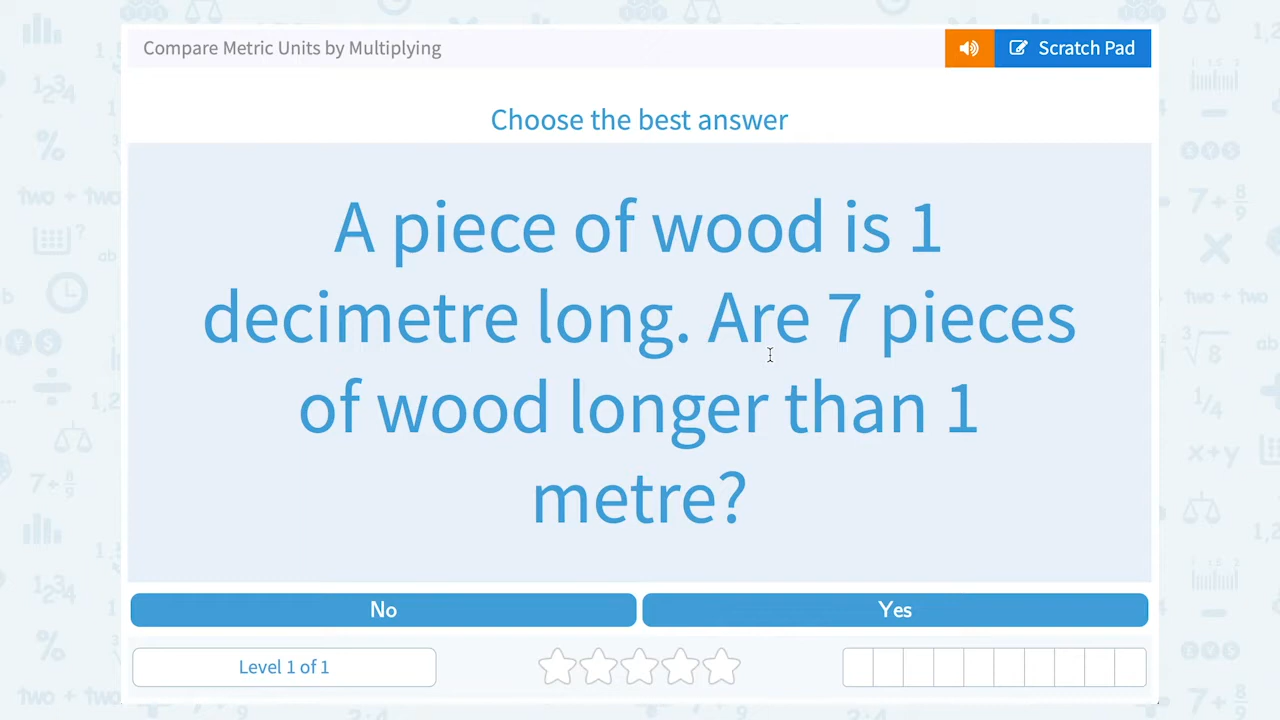 Compare Metric Units by Multiplying
Scratch Pad
Choose the best answer
A piece of wood is 1
decimetre long. Are 7 pieces
of wood longer than 1
metre?
No
Yes
Level 1 of 1